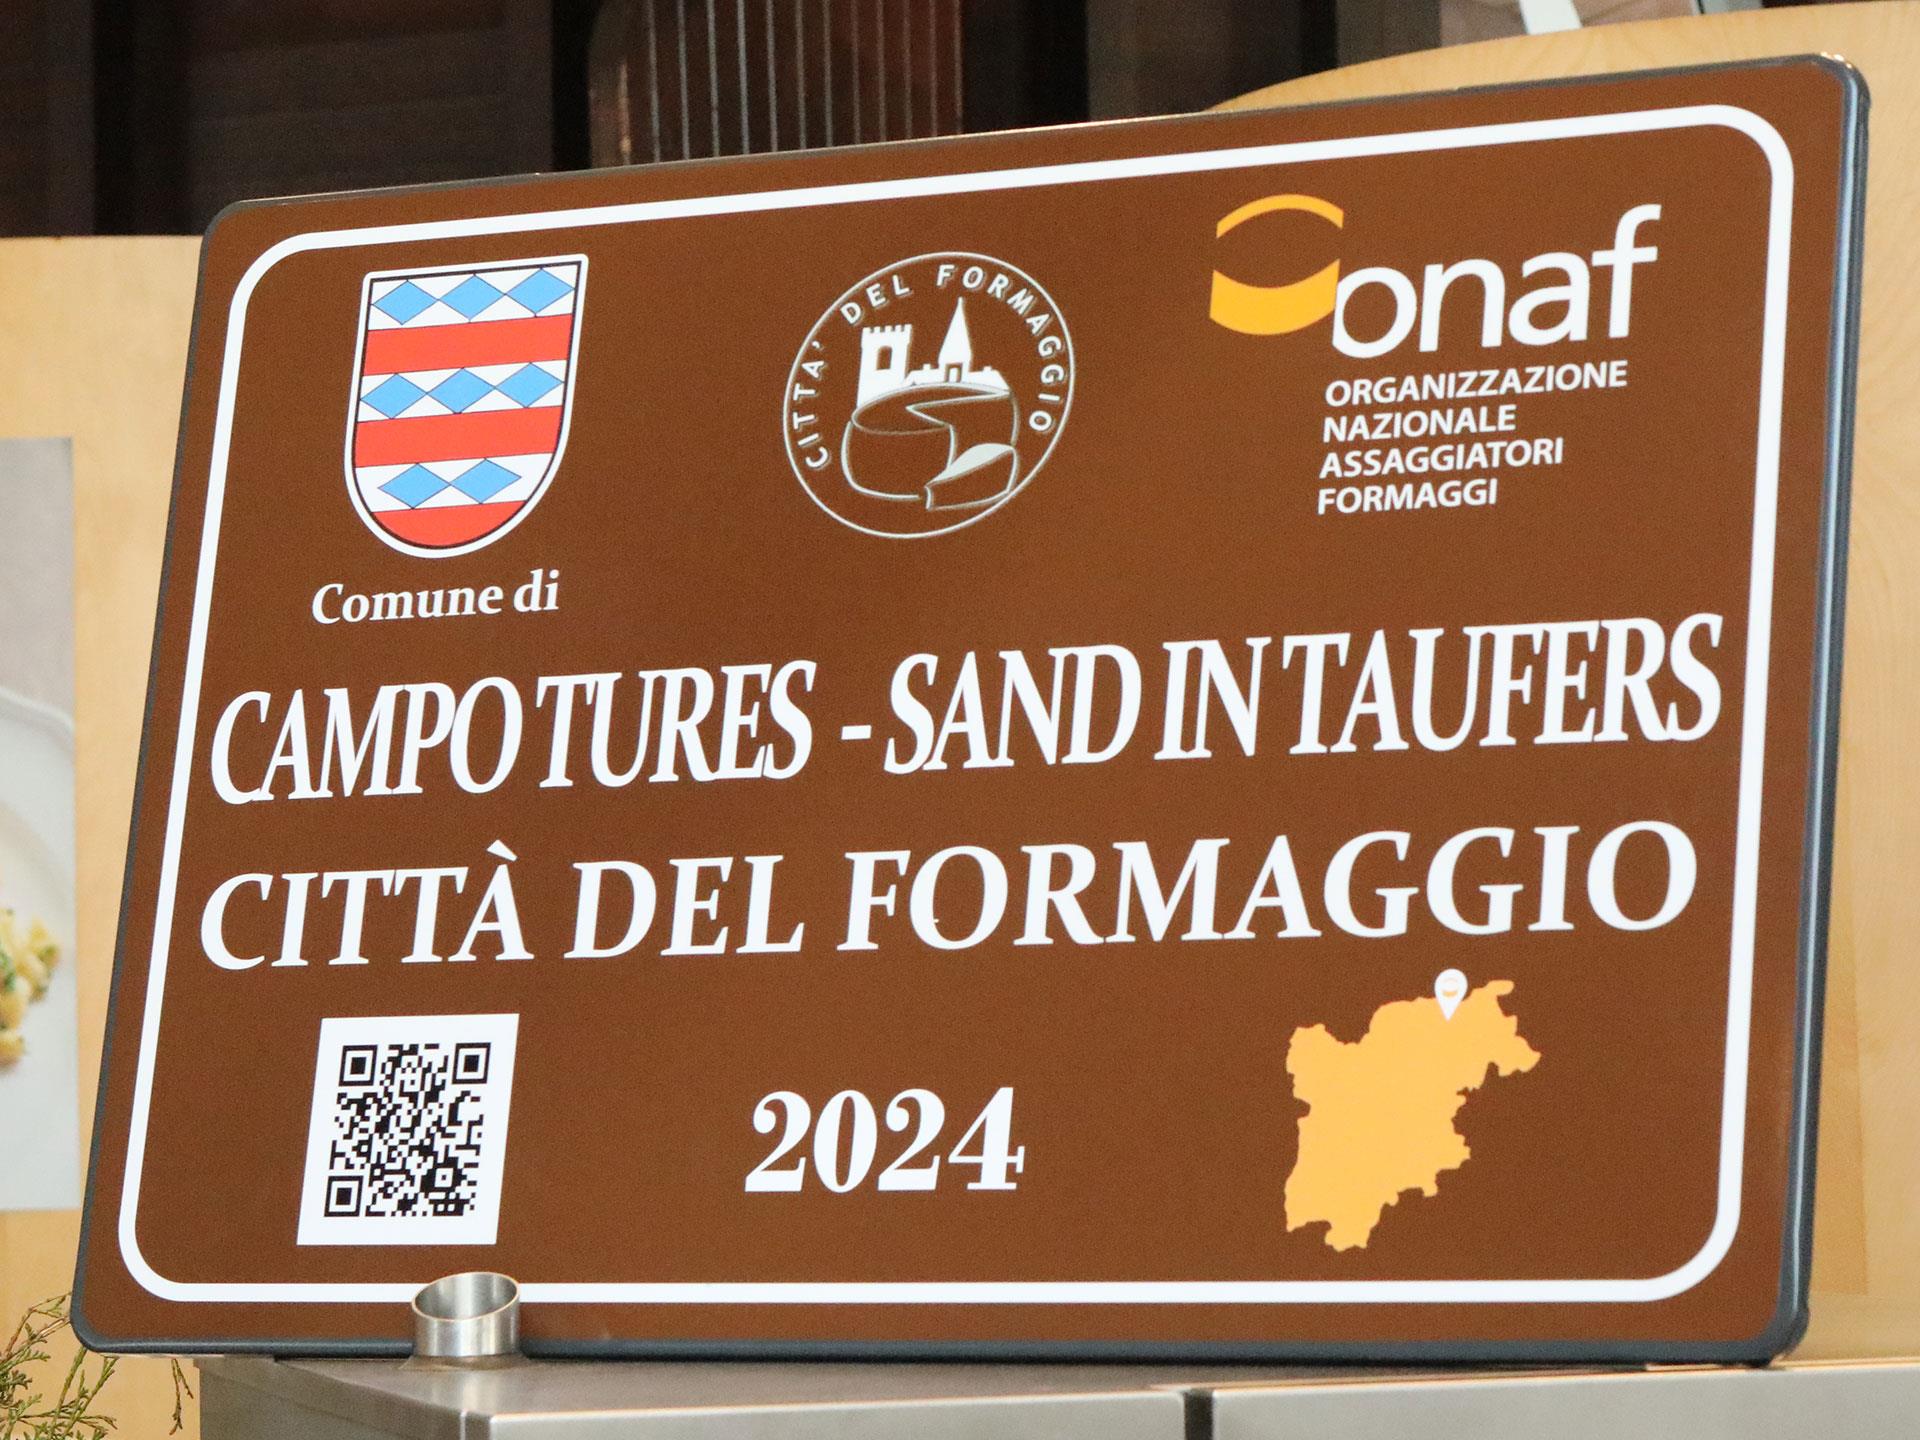 CITTA' DEL FORMAGGIO
onaf
ORGANIZZAZIONE
NAZIONALE
ASSAGGIATORI
FORMAGGI
Comune di
CAMPO TURES - SAND IN TAUFERS
CITTÀ DEL FORMAGGIO
2024